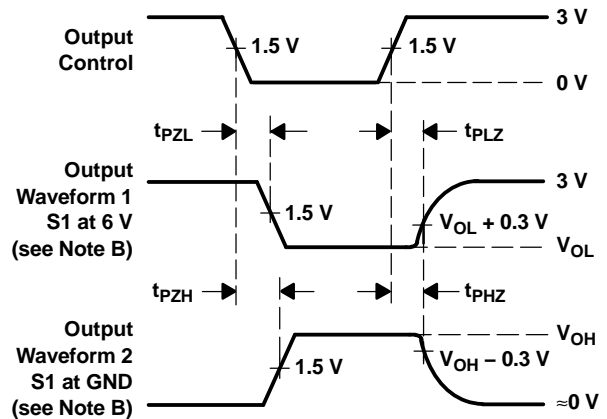 Output
Control
1.5 V
1.5 V
3 V
0 V
tPZL
tPLZ
Output
Waveform 1
S1 at 6 V
(see Note B)
1.5 V
3 V
VOL + 0.3 V
VOL
tPZH
tPHZ
Output
Waveform 2
S1 at GND
(see Note B)
1.5 V
VOH
VOH − 0.3 V
≈0 V